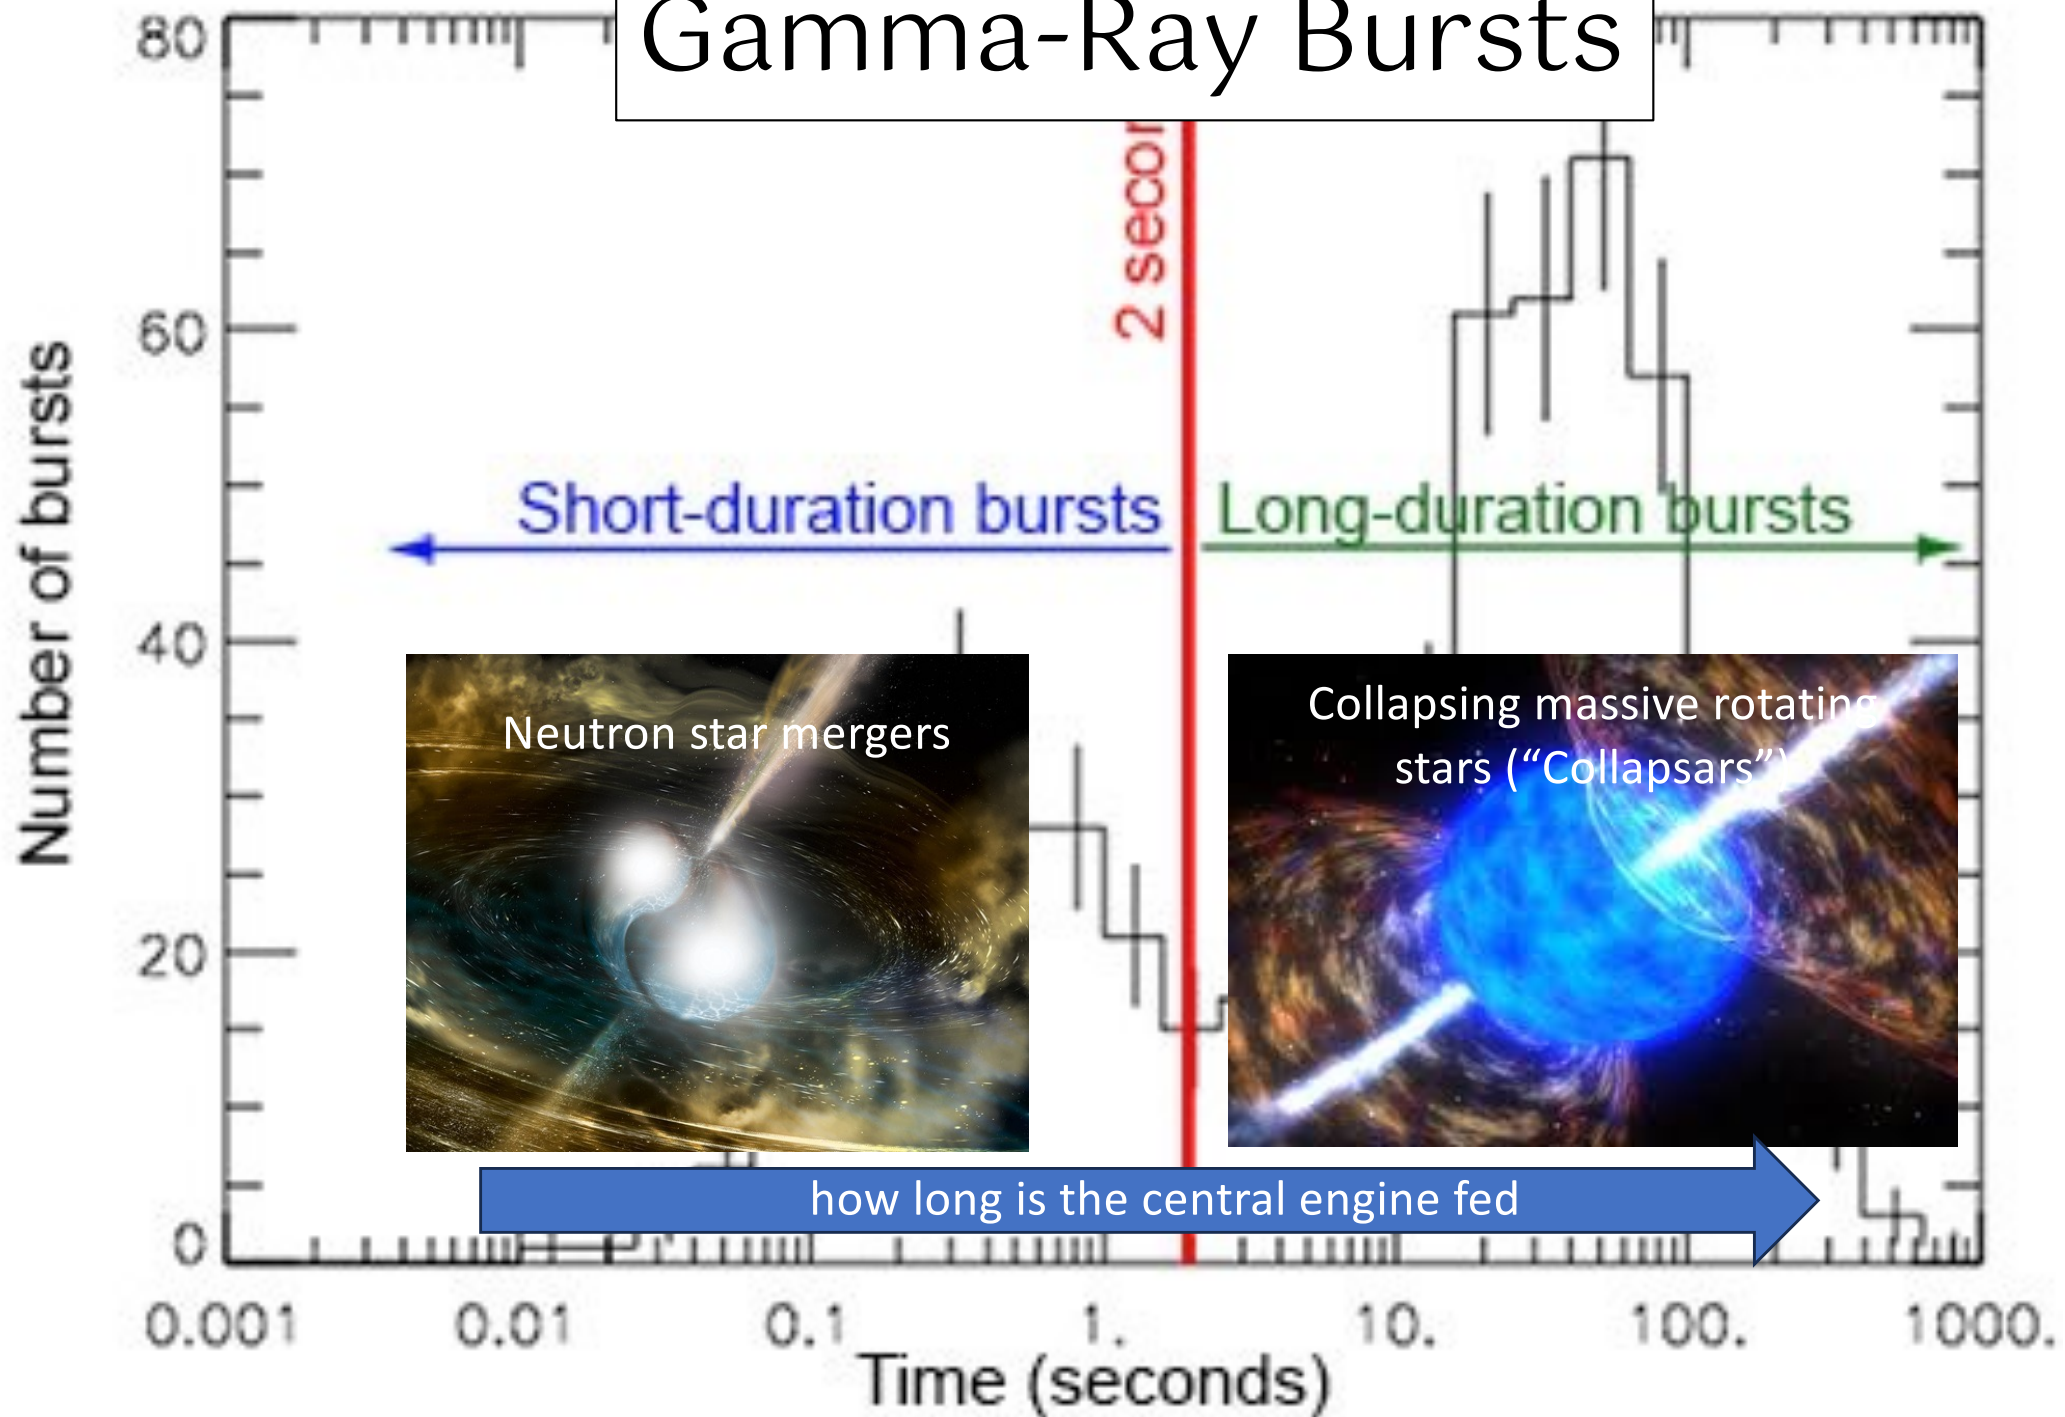 Gamma-Ray Bursts
80
60
40
20
0
Number of bursts
2 secon
Short-duration bursts
Long-duration bursts
Neutron star mergers
Collapsing massive rotating
stars (“Collapsars”)
how long is the central engine fed
0.001 0.01 0.1 1. 10. 100. 1000.
Time (seconds)